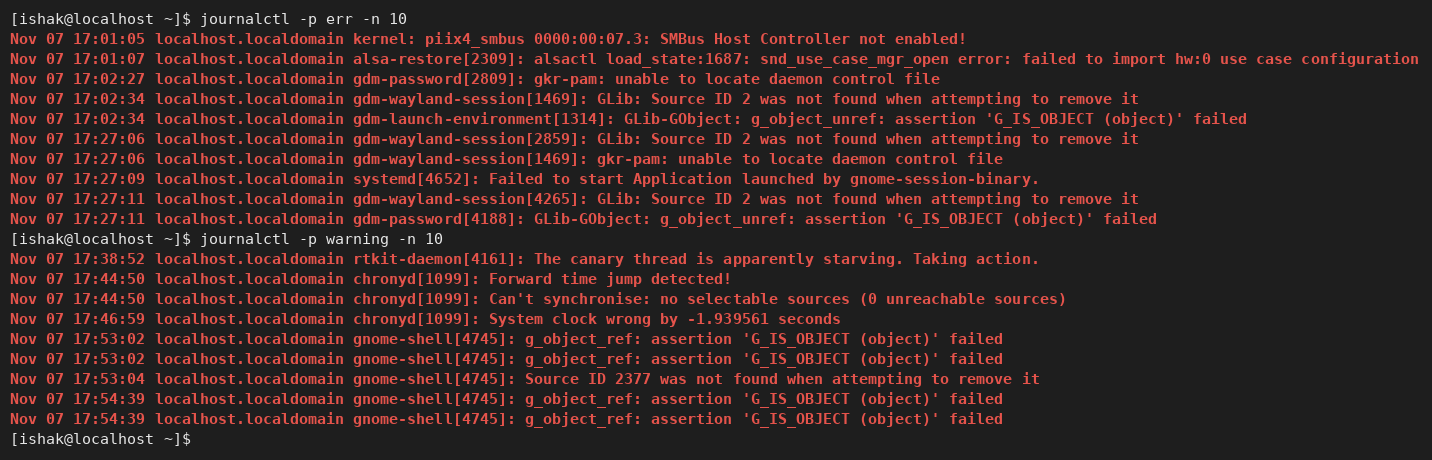 [ishak@localhost ~]$ journalctl -p err -n 10
Nov 07 17:01:05 localhost.localdomain kernel: piix4_smbus 0000:00:07.3: SMBus Host Controller not enabled!
Nov 07 17:01:07 localhost.localdomain alsa-restore[2309]: alsactl load_state:1687: snd_use_case_mgr_open error: failed to import hw:0 use case configuration
Nov 07 17:02:27 localhost.localdomain gdm-password[2809]: gkr-pam: unable to locate daemon control file
Nov 07 17:02:34 localhost.localdomain gdm-wayland-session[1469]: GLib: Source ID 2 was not found when attempting to remove it
Nov 07 17:02:34 localhost.localdomain gdm-launch-environment[1314]: GLib-GObject: g_object_unref: assertion 'G_IS_OBJECT (object)' failed
Nov 07 17:27:06 localhost.localdomain gdm-wayland-session[2859]: GLib: Source ID 2 was not found when attempting to remove it
Nov 07 17:27:06 localhost.localdomain gdm-wayland-session[1469]: gkr-pam: unable to locate daemon control file
Nov 07 17:27:09 localhost.localdomain systemd[4652]: Failed to start Application launched by gnome-session-binary.
Nov 07 17:27:11 localhost.localdomain gdm-wayland-session[4265]: GLib: Source ID 2 was not found when attempting to remove it
Nov 07 17:27:11 localhost.localdomain gdm-password[4188]: GLib-GObject: g_object_unref: assertion 'G_IS_OBJECT (object)' failed
[ishak@localhost ~]$ journalctl -p warning -n 10
Nov 07 17:38:52 localhost.localdomain rtkit-daemon[4161]: The canary thread is apparently starving. Taking action.
Nov 07 17:44:50 localhost.localdomain chronyd[1099]: Forward time jump detected!
Nov 07 17:44:50 localhost.localdomain chronyd[1099]: Can't synchronise: no selectable sources (0 unreachable sources)
Nov 07 17:46:59 localhost.localdomain chronyd[1099]: System clock wrong by -1.939561 seconds
Nov 07 17:53:02 localhost.localdomain gnome-shell[4745]: g_object_ref: assertion 'G_IS_OBJECT (object)' failed
Nov 07 17:53:02 localhost.localdomain gnome-shell[4745]: g_object_ref: assertion 'G_IS_OBJECT (object)' failed
Nov 07 17:53:04 localhost.localdomain gnome-shell[4745]: Source ID 2377 was not found when attempting to remove it
Nov 07 17:54:39 localhost.localdomain gnome-shell[4745]: g_object_ref: assertion 'G_IS_OBJECT (object)' failed
Nov 07 17:54:39 localhost.localdomain gnome-shell[4745]: g_object_ref: assertion 'G_IS_OBJECT (object)' failed
[ishak@localhost ~]$